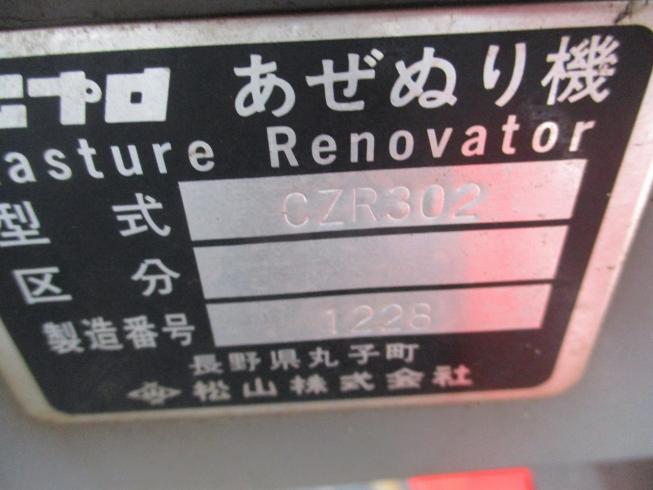 ニプロ あぜぬり機
asture Renovator
型式 CZR302
区分
製造番号 1228
長野県丸子町
松山株式会社